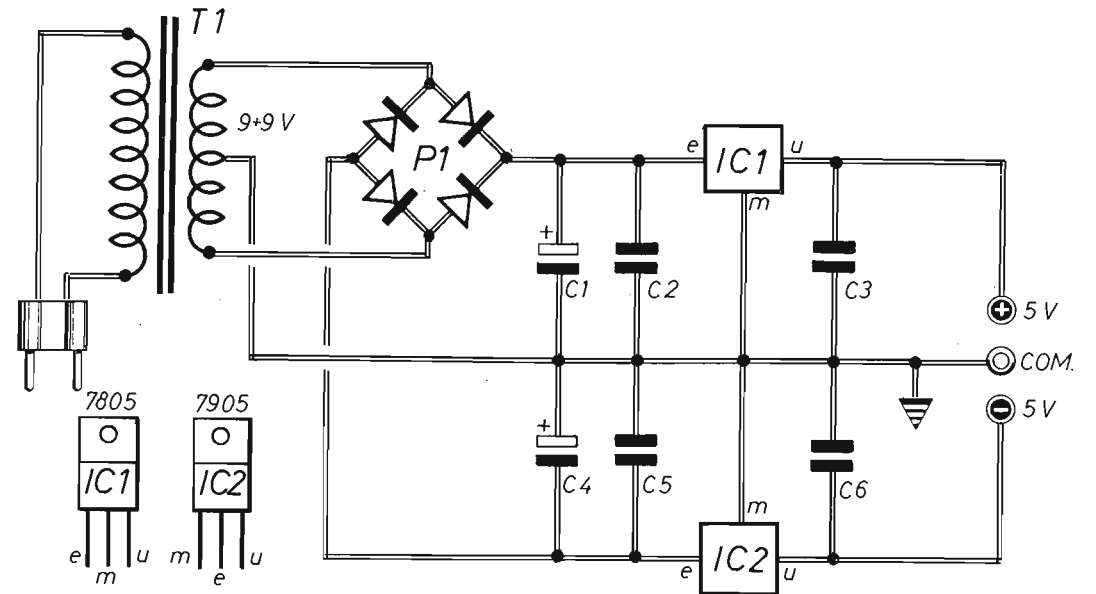 T1
9+9 V
P1
e IC1 u
m
+
C1
C2
C3
+ 5 V
COM.
- 5 V
+
C4
C5
C6
m
e IC2 u
7805
IC1
e m u
7905
IC2
m e u